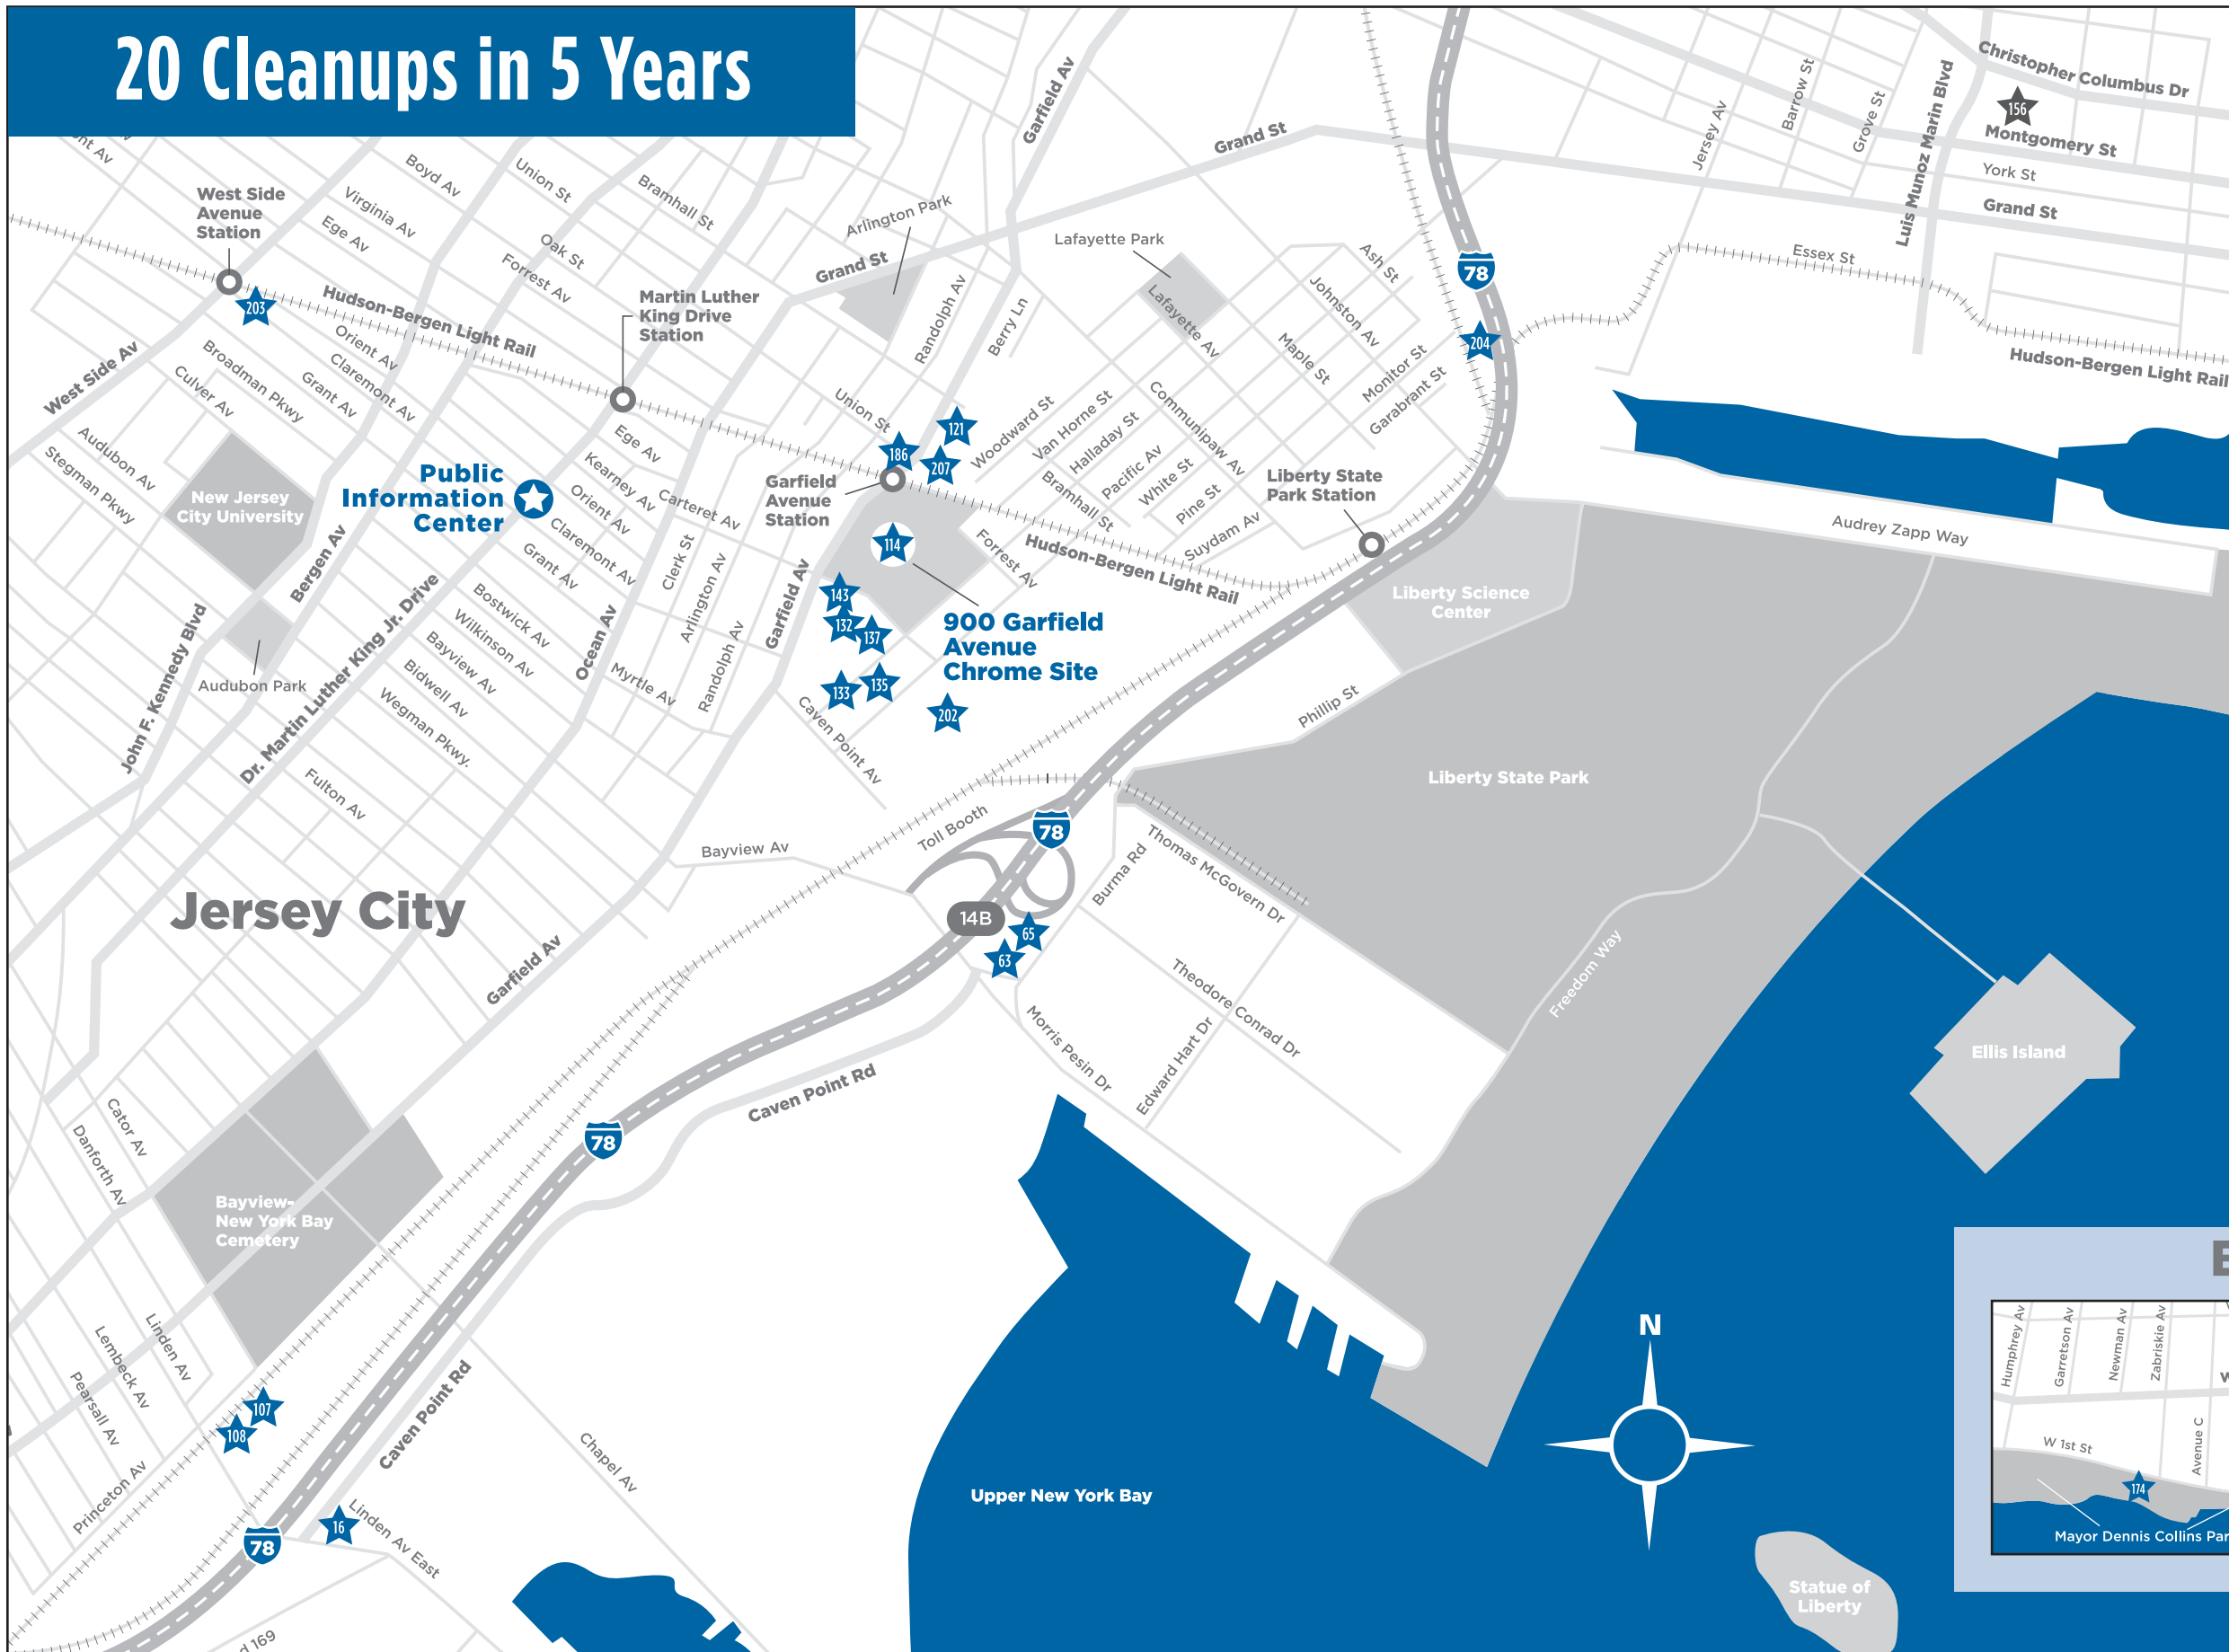 20 Cleanups in 5 Years
Christopher Columbus Dr
156
Montgomery St
York St
Grand St
Luis Munoz Marin Blvd
Grove St
Barrow St
Jersey Av
Essex St
Hudson-Bergen Light Rail
Garfield Av
Grand St
78
204
Boyd Av
Union St
Bramhall St
Virginia Av
Ege Av
Oak St
Forrest Av
West Side
Avenue
Station
203
Hudson-Bergen Light Rail
Martin Luther
King Drive
Station
Arlington Park
Grand St
Randolph Av
Berry Ln
Lafayette Park
Lafayette Av
Ash St
Johnston Av
Maple St
Monitor St
Garabrant St
Communipaw Av
Woodward St
Van Horne St
Halladay St
Pacific Av
White St
Pine St
Bramhall St
Suydam Av
Liberty State
Park Station
West Side Av
Orient Av
Claremont Av
Broadman Pkwy
Grant Av
Culver Av
Audubon Av
Stegman Pkwy
New Jersey
City University
Public
Information
Center
Union St
121
186
207
Garfield
Avenue
Station
114
Forrest Av
Hudson-Bergen Light Rail
Ege Av
Kearney Av
Carteret Av
Orient Av
Claremont Av
Grant Av
Clerk St
Arlington Av
Randolph Av
Garfield Av
143
132
137
133
135
202
900 Garfield
Avenue
Chrome Site
Bergen Av
Bostwick Av
Wilkinson Av
Bayview Av
Bidwell Av
Wegman Pkwy.
Ocean Av
Myrtle Av
Audubon Park
John F. Kennedy Blvd
Dr. Martin Luther King Jr. Drive
Fulton Av
Caven Point Av
Liberty Science
Center
Audrey Zapp Way
Phillip St
Liberty State Park
Jersey City
Bayview Av
Toll Booth
78
14B
65
63
Burma Rd
Thomas McGovern Dr
Theodore Conrad Dr
Morris Pesin Dr
Edward Hart Dr
Freedom Way
Ellis Island
Garfield Av
Caven Point Rd
78
Cator Av
Danforth Av
Bayview-
New York Bay
Cemetery
Linden Av
Lembeck Av
Pearsall Av
Princeton Av
107
108
Caven Point Rd
Chapel Av
16
78
Linden Av East
169
Upper New York Bay
N
Statue of
Liberty
Humphrey Av
Garretson Av
Newman Av
Zabriskie Av
W 1st St
Avenue C
174
Mayor Dennis Collins